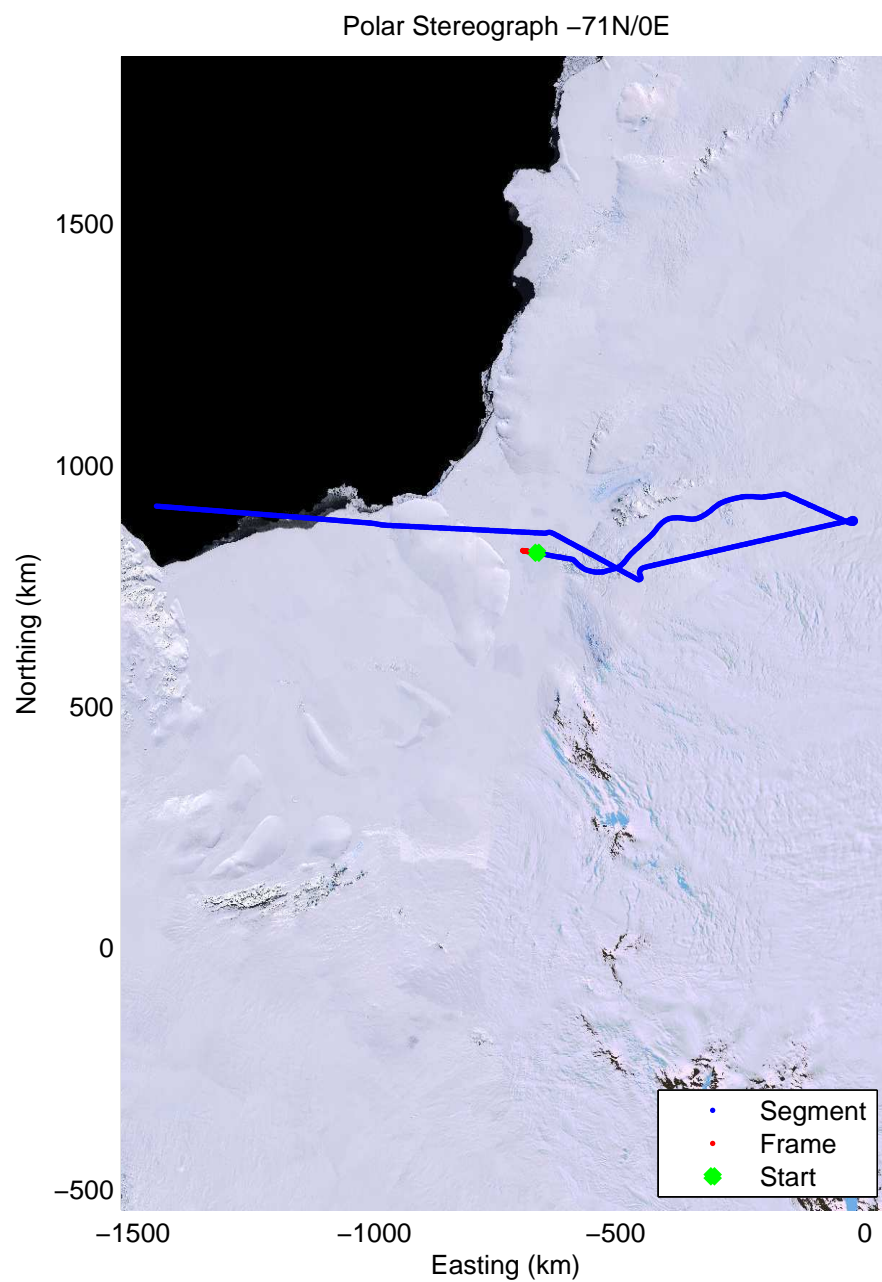 Polar Stereograph −71N/0E
1500
1000
500
0
−500
Northing (km)
Segment
Frame
Start
−1500
−1000
−500
0
Easting (km)